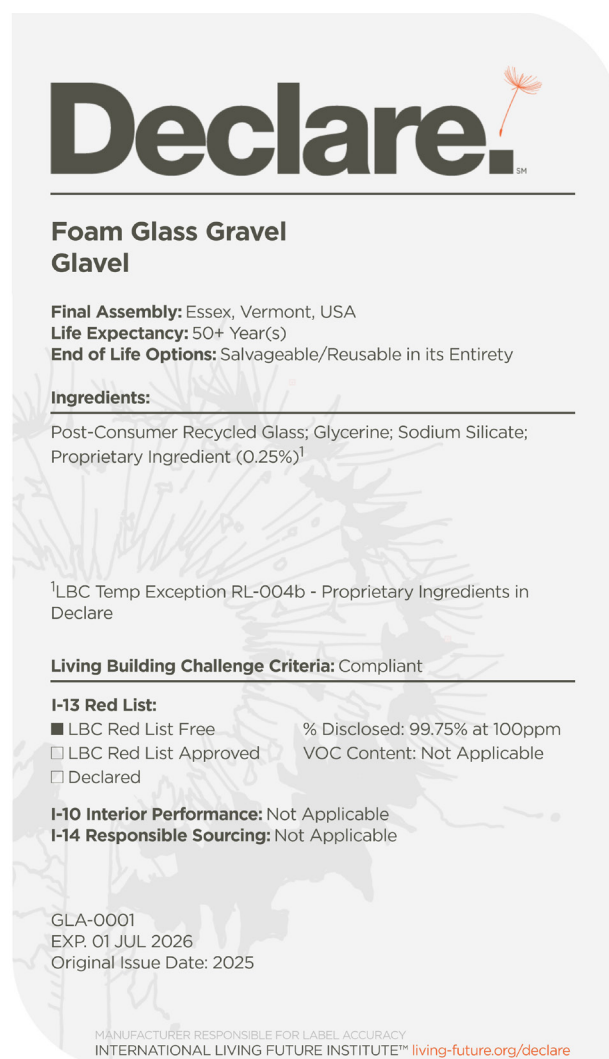 Declare. SM
Foam Glass Gravel
Glavel
Final Assembly: Essex, Vermont, USA
Life Expectancy: 50+ Year(s)
End of Life Options: Salvageable/Reusable in its Entirety
Ingredients:
Post-Consumer Recycled Glass; Glycerine; Sodium Silicate;
Proprietary Ingredient (0.25%)¹
¹LBC Temp Exception RL-004b - Proprietary Ingredients in
Declare
Living Building Challenge Criteria: Compliant
I-13 Red List:
■ LBC Red List Free % Disclosed: 99.75% at 100ppm
□ LBC Red List Approved VOC Content: Not Applicable
□ Declared
I-10 Interior Performance: Not Applicable
I-14 Responsible Sourcing: Not Applicable
GLA-0001
EXP. 01 JUL 2026
Original Issue Date: 2025
MANUFACTURER RESPONSIBLE FOR LABEL ACCURACY
INTERNATIONAL LIVING FUTURE INSTITUTE™ living-future.org/declare